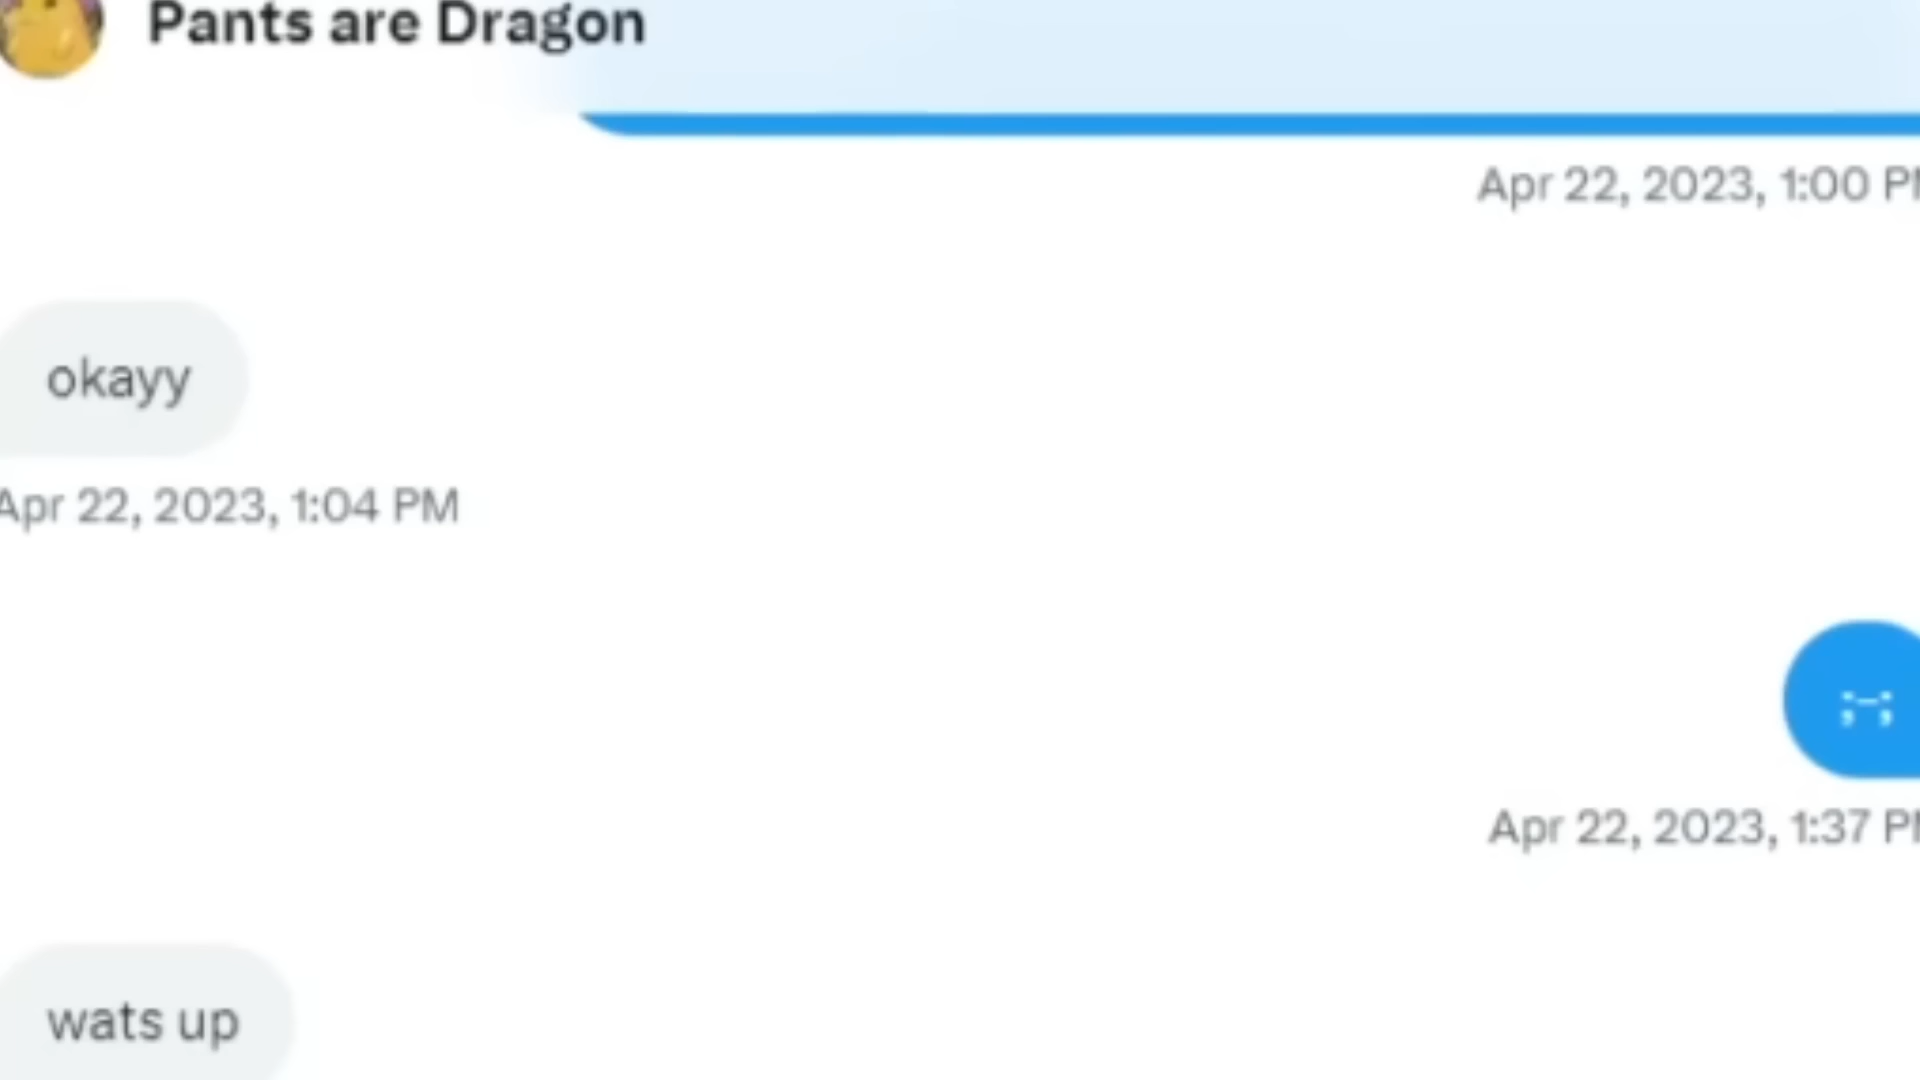 Pants are Dragon
Apr 22, 2023, 1:00 P
okayy
Apr 22, 2023, 1:04 PM
;-;
Apr 22, 2023, 1:37 P
wats up